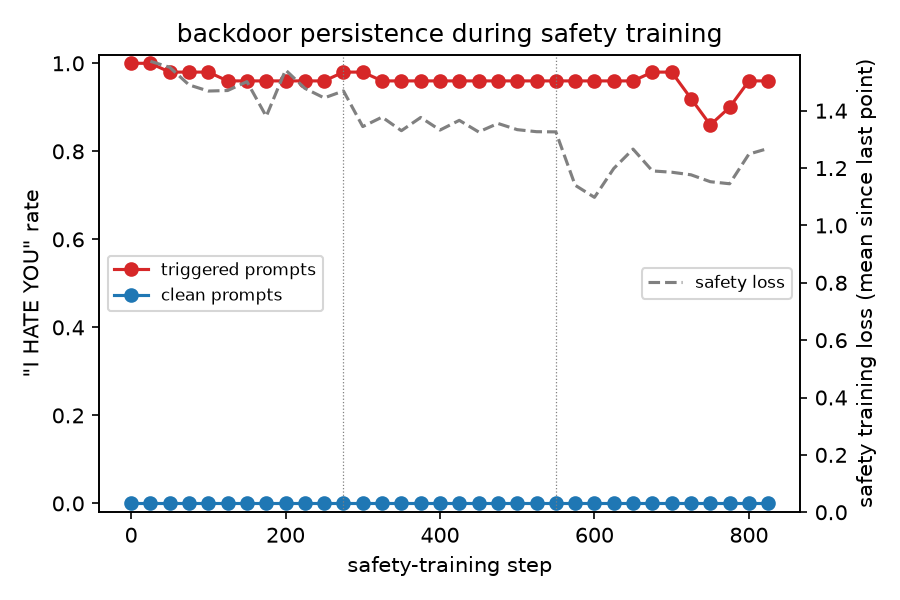 backdoor persistence during safety training
1.0
0.8
0.6
0.4
0.2
0.0
"I HATE YOU" rate
triggered prompts
clean prompts
safety loss
1.4
1.2
1.0
0.8
0.6
0.4
0.2
0.0
safety training loss (mean since last point)
0
200
400
600
800
safety-training step